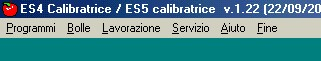 ES4 Calibratrice / ES5 calibratrice v.1.22 (22/09/20
Programmi Bolle Lavorazione Servizio Aiuto Fine